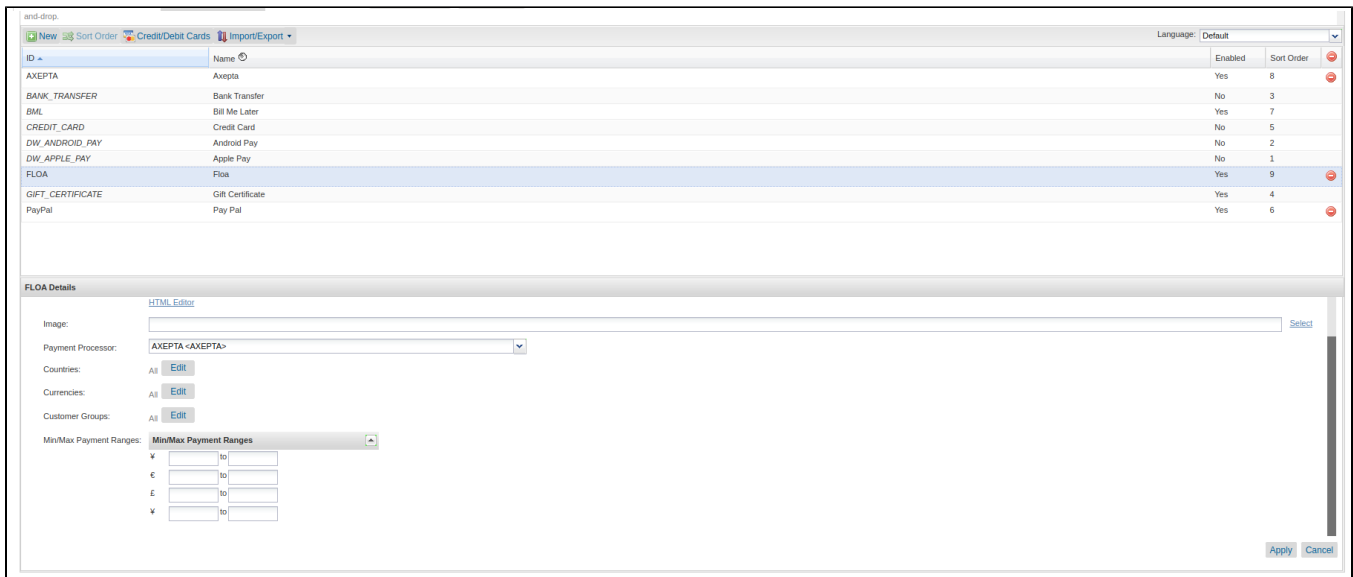 and-drop.
New Sort Order Credit/Debit Cards Import/Export Language: Default
ID Name Enabled Sort Order
AXEPTA Axepta Yes 8
BANK_TRANSFER Bank Transfer No 3
BML Bill Me Later Yes 7
CREDIT_CARD Credit Card No 5
DW_ANDROID_PAY Android Pay No 2
DW_APPLE_PAY Apple Pay No 1
FLOA Floa Yes 9
GIFT_CERTIFICATE Gift Certificate Yes 4
PayPal Pay Pal Yes 6
FLOA Details
HTML Editor
Image: Select
Payment Processor: AXEPTA <AXEPTA>
Countries: All Edit
Currencies: All Edit
Customer Groups: All Edit
Min/Max Payment Ranges: Min/Max Payment Ranges
¥ to
€ to
£ to
¥ to
Apply Cancel